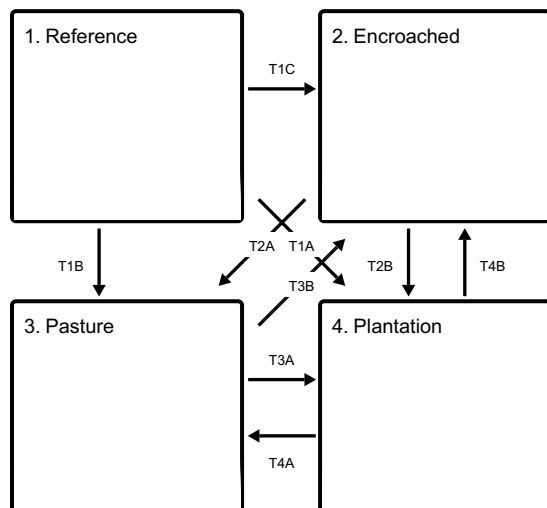 1. Reference
2. Encroached
T1C
T1B
T2A
T1A
T3B
T2B
T4B
3. Pasture
4. Plantation
T3A
T4A